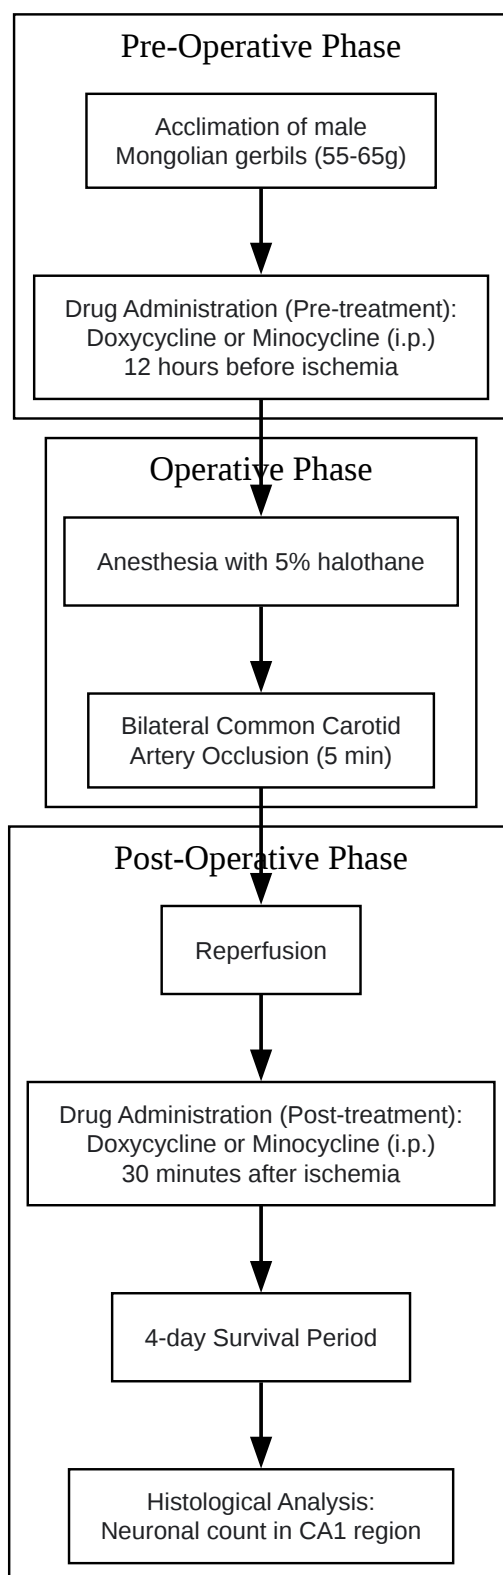 Pre-Operative Phase
Acclimation of male
Mongolian gerbils (55-65g)
Drug Administration (Pre-treatment):
Doxycycline or Minocycline (i.p.)
12 hours before ischemia
Operative Phase
Anesthesia with 5% halothane
Bilateral Common Carotid
Artery Occlusion (5 min)
Post-Operative Phase
Reperfusion
Drug Administration (Post-treatment):
Doxycycline or Minocycline (i.p.)
30 minutes after ischemia
4-day Survival Period
Histological Analysis:
Neuronal count in CA1 region